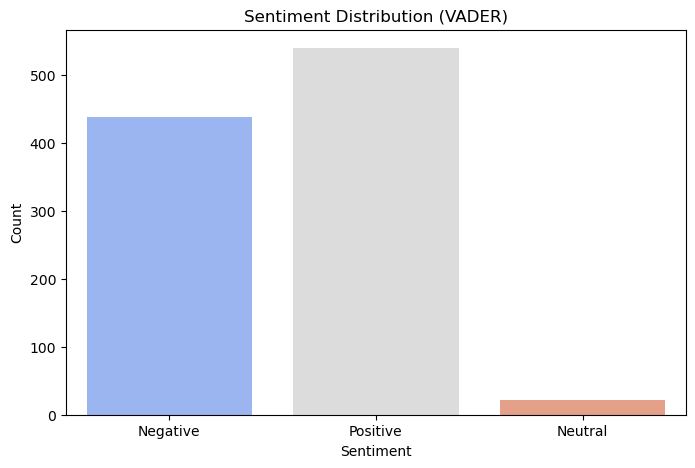 Sentiment Distribution (VADER)
500
400
300
200
100
0
Count
Negative
Positive
Neutral
Sentiment